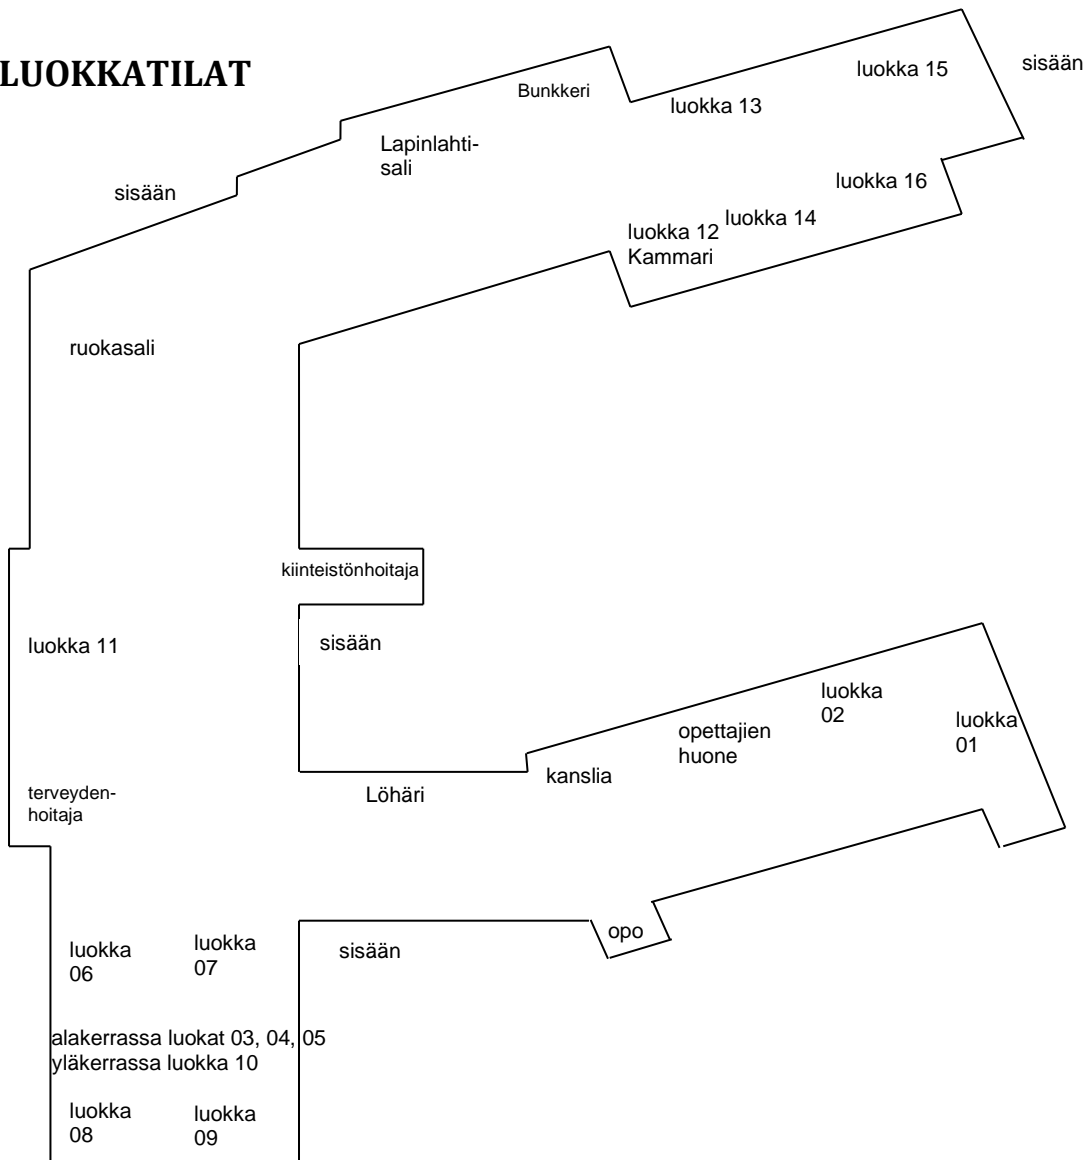 LUOKKATILAT
sisään
luokka 15
Bunkkeri
luokka 13
Lapinlahti-
sali
sisään
luokka 16
luokka 14
luokka 12
Kammari
ruokasali
kiinteistönhoitaja
luokka 11
sisään
luokka
02
luokka
01
opettajien
huone
kanslia
Löhäri
terveyden-
hoitaja
opo
luokka
06
luokka
07
sisään
alakerrassa luokat 03, 04, 05
yläkerrassa luokka 10
luokka
08
luokka
09